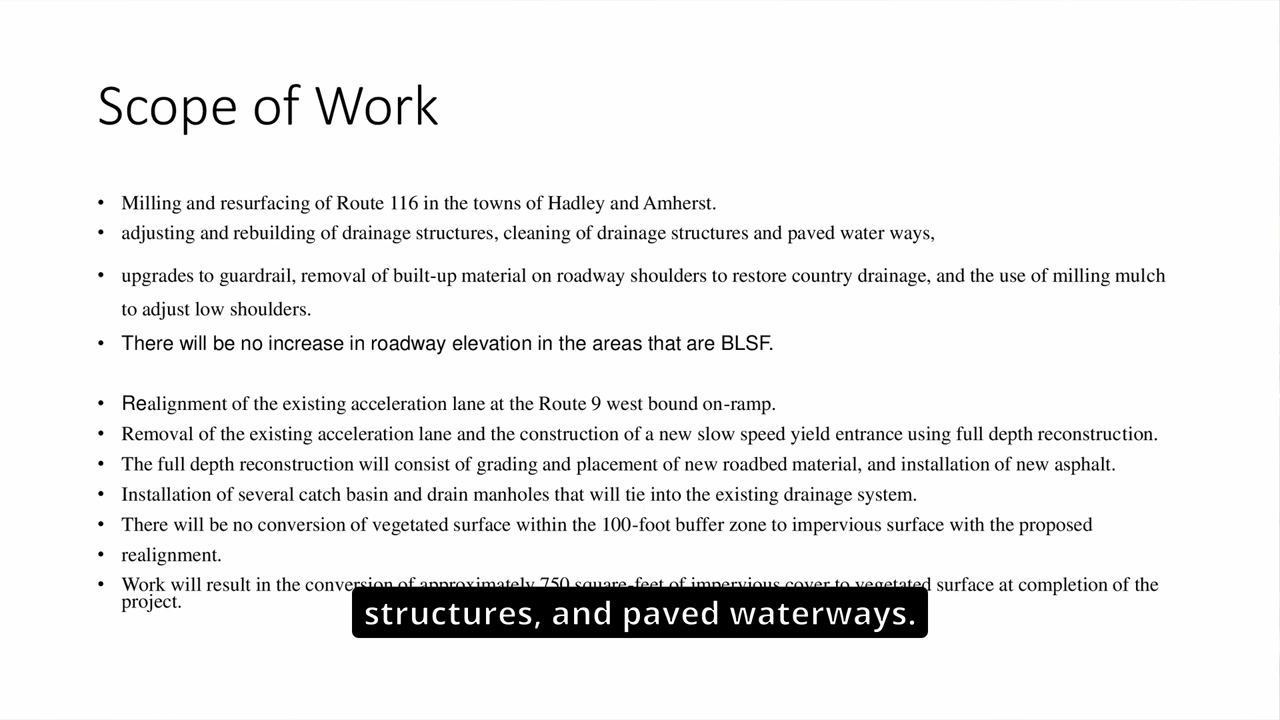 Scope of Work
• Milling and resurfacing of Route 116 in the towns of Hadley and Amherst.
• adjusting and rebuilding of drainage structures, cleaning of drainage structures and paved water ways,
• upgrades to guardrail, removal of built-up material on roadway shoulders to restore country drainage, and the use of milling mulch
to adjust low shoulders.
• There will be no increase in roadway elevation in the areas that are BLSF.
• Realignment of the existing acceleration lane at the Route 9 west bound on-ramp.
• Removal of the existing acceleration lane and the construction of a new slow speed yield entrance using full depth reconstruction.
• The full depth reconstruction will consist of grading and placement of new roadbed material, and installation of new asphalt.
• Installation of several catch basin and drain manholes that will tie into the existing drainage system.
• There will be no conversion of vegetated surface within the 100-foot buffer zone to impervious surface with the proposed
• realignment.
• Work will result in the conversion of approximately 750 square-feet of impervious cover to vegetated surface at completion of the
project.
structures, and paved waterways.